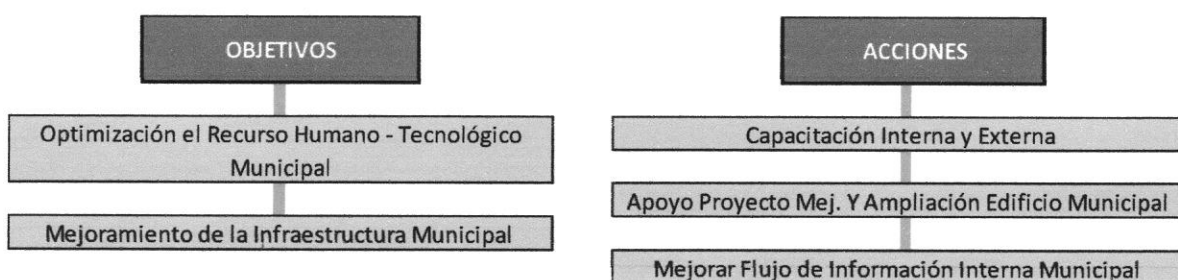 OBJETIVOS
Optimización el Recurso Humano - Tecnológico
Municipal
Mejoramiento de la Infraestructura Municipal
ACCIONES
Capacitación Interna y Externa
Apoyo Proyecto Mej. Y Ampliación Edificio Municipal
Mejorar Flujo de Información Interna Municipal